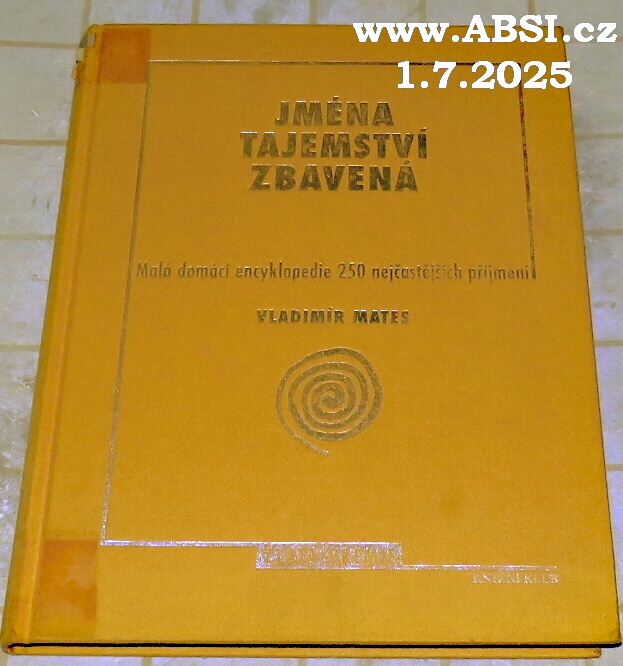 www.ABSI.cz
1.7.2025
JMÉNA
TAJEMSTVÍ
ZBAVENÁ
Malá domácí encyklopedie 250 nejčastějších příjmení
VLADIMÍR MATES
KNIŽNÍ KLUB